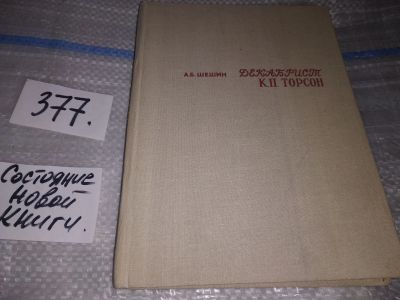 А.Б. ШЕШИН
ДЕКАБРИСТ
К.П ТОРСОН
377.
Состояние
новой
книги.